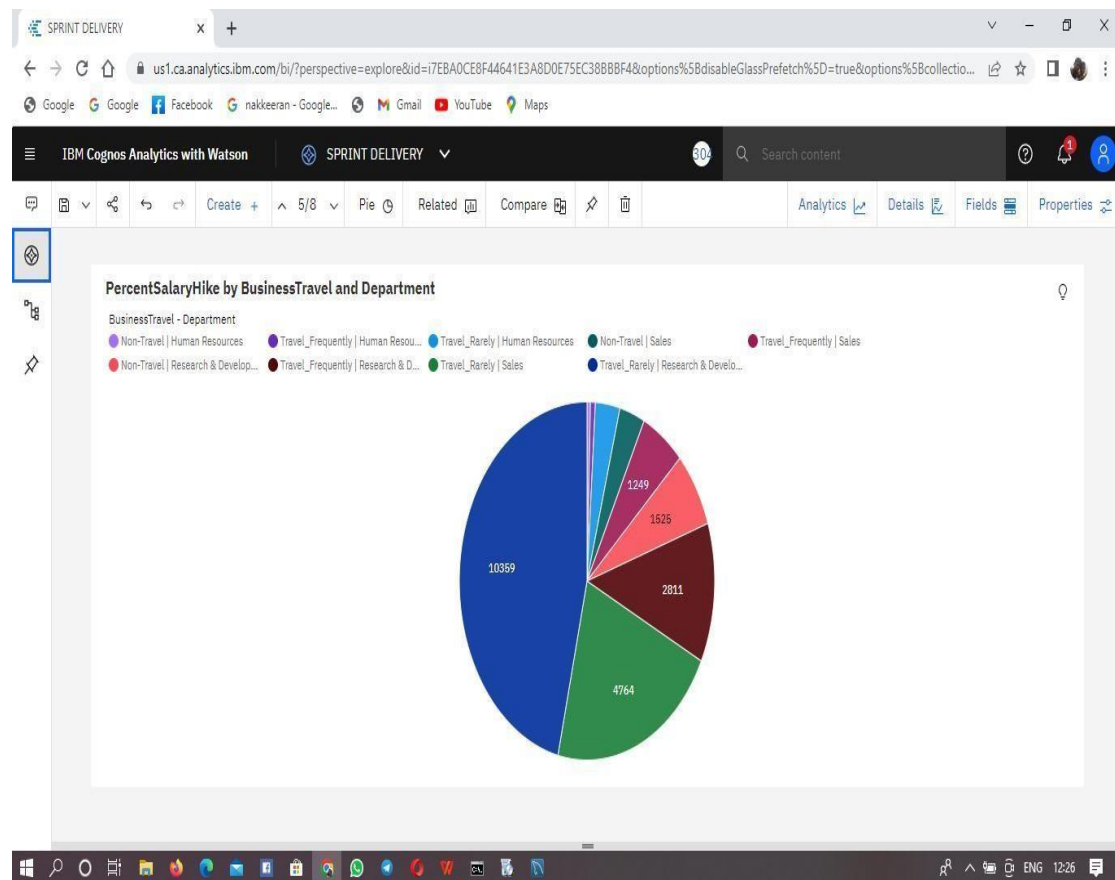 SPRINT DELIVERY
us1.ca.analytics.ibm.com/bi/?perspective=explore&id=i7EBA0CE8F44641E3A8D0E75EC38BBBF4&options%5BdisableGlassPrefetch%5D=true&options%5Bcollectio...
Google Google Facebook nakkeeran - Google... Gmail YouTube Maps
IBM Cognos Analytics with Watson SPRINT DELIVERY 304 Search content 1
Create + 5/8 Pie Related Compare Analytics Details Fields Properties
PercentSalaryHike by BusinessTravel and Department
BusinessTravel - Department
Non-Travel | Human Resources Travel_Frequently | Human Resou... Travel_Rarely | Human Resources Non-Travel | Sales Travel_Frequently | Sales
Non-Travel | Research & Develop... Travel_Frequently | Research & D... Travel_Rarely | Sales Travel_Rarely | Research & Develo...
1249
1525
10359
2811
4764
ENG 12:26